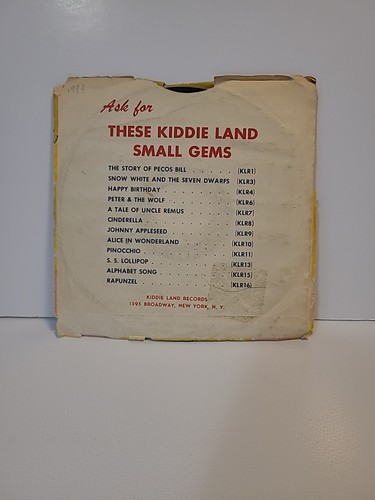 Ask for
THESE KIDDIE LAND
SMALL GEMS
THE STORY OF PECOS BILL . . . . . (KLR1)
SNOW WHITE AND THE SEVEN DWARFS (KLR3)
HAPPY BIRTHDAY . . . . . . . . (KLR4)
PETER & THE WOLF . . . . . . . (KLR6)
A TALE OF UNCLE REMUS . . . . . (KLR7)
CINDERELLA . . . . . . . . . (KLR8)
JOHNNY APPLESEED . . . . . . . (KLR9)
ALICE IN WONDERLAND . . . . . . (KLR10)
PINOCCHIO . . . . . . . . . . (KLR11)
S. S. LOLLIPOP . . . . . . . . . (KLR13)
ALPHABET SONG . . . . . . . . (KLR15)
RAPUNZEL . . . . . . . . . . (KLR16)
KIDDIE LAND RECORDS
1595 BROADWAY, NEW YORK, N. Y.